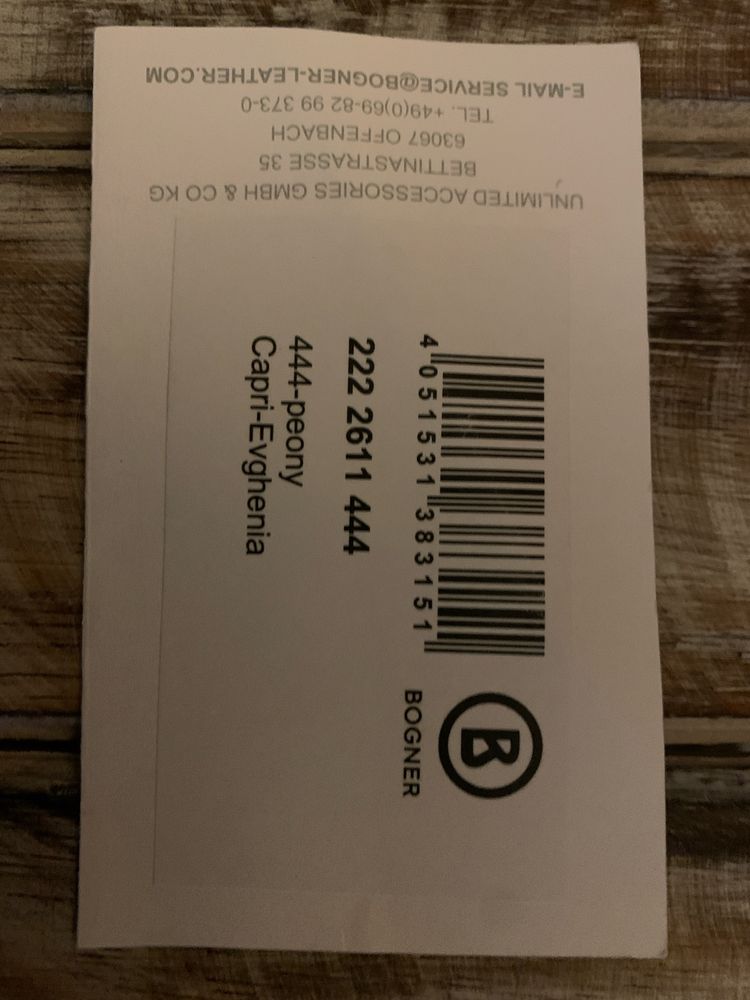 UNLIMITED ACCESSORIES GMBH & CO KG
BETTINASTRASSE 35
63067 OFFENBACH
TEL. +49(0)69-82 99 373-0
E-MAIL SERVICE@BOGNER-LEATHER.COM
4 051531 383151
222 2611 444
444-peony
Capri-Evghenia
B
BOGNER